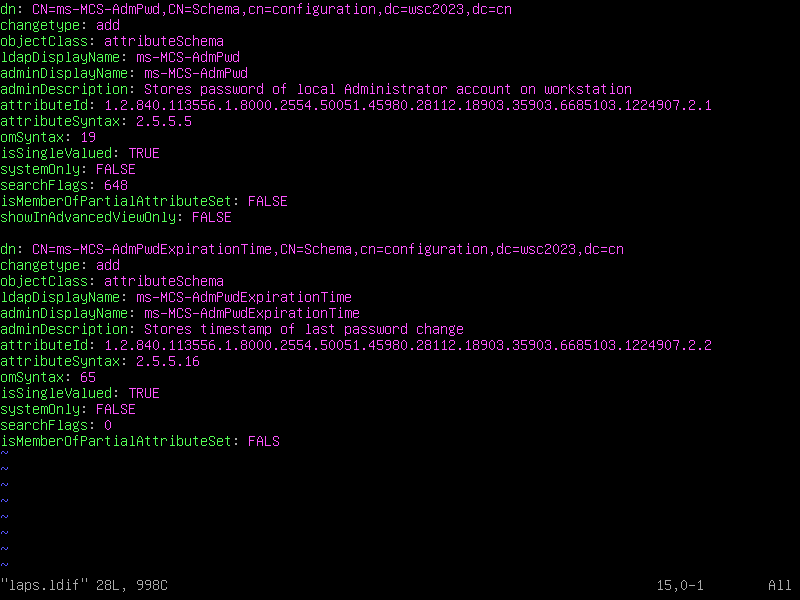 dn: CN=ms-MCS-AdmPwd,CN=Schema,cn=configuration,dc=wsc2023,dc=cn
changetype: add
objectClass: attributeSchema
ldapDisplayName: ms-MCS-AdmPwd
adminDisplayName: ms-MCS-AdmPwd
adminDescription: Stores password of local Administrator account on workstation
attributeId: 1.2.840.113556.1.8000.2554.50051.45980.28112.18903.35903.6685103.1224907.2.1
attributeSyntax: 2.5.5.5
omSyntax: 19
isSingleValued: TRUE
systemOnly: FALSE
searchFlags: 648
isMemberOfPartialAttributeSet: FALSE
showInAdvancedViewOnly: FALSE

dn: CN=ms-MCS-AdmPwdExpirationTime,CN=Schema,cn=configuration,dc=wsc2023,dc=cn
changetype: add
objectClass: attributeSchema
ldapDisplayName: ms-MCS-AdmPwdExpirationTime
adminDisplayName: ms-MCS-AdmPwdExpirationTime
adminDescription: Stores timestamp of last password change
attributeId: 1.2.840.113556.1.8000.2554.50051.45980.28112.18903.35903.6685103.1224907.2.2
attributeSyntax: 2.5.5.16
omSyntax: 65
isSingleValued: TRUE
systemOnly: FALSE
searchFlags: 0
isMemberOfPartialAttributeSet: FALS
~
~
~
~
~
~
~
~
"laps.ldif" 28L, 998C 15,0-1 All